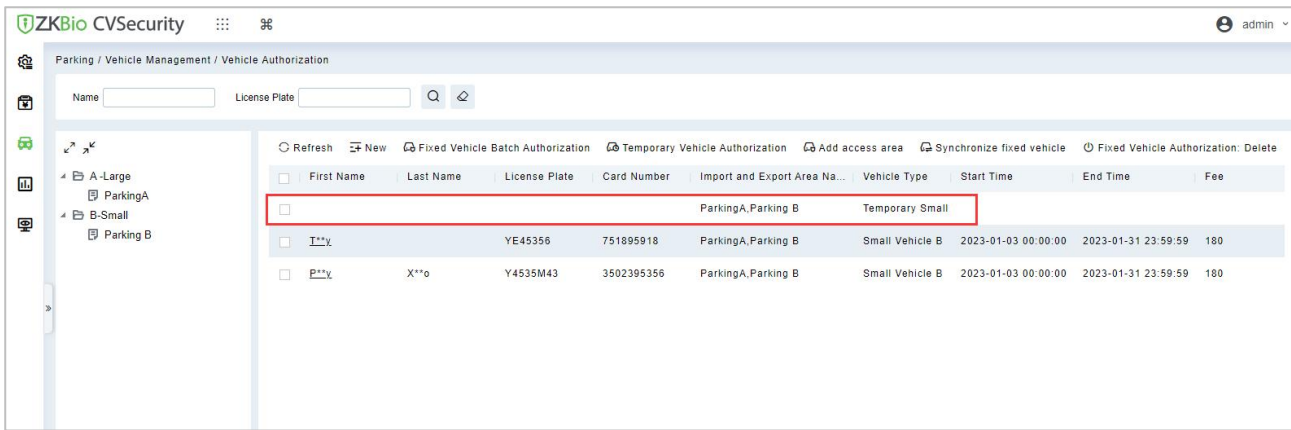 ZKBio CVSecurity admin
Parking / Vehicle Management / Vehicle Authorization
Name License Plate
Refresh New Fixed Vehicle Batch Authorization Temporary Vehicle Authorization Add access area Synchronize fixed vehicle Fixed Vehicle Authorization: Delete
A -Large
ParkingA
B-Small
Parking B
First Name Last Name License Plate Card Number Import and Export Area Na... Vehicle Type Start Time End Time Fee
ParkingA,Parking B Temporary Small
T**y YE45356 751895918 ParkingA,Parking B Small Vehicle B 2023-01-03 00:00:00 2023-01-31 23:59:59 180
P**y X**o Y4535M43 3502395356 ParkingA,Parking B Small Vehicle B 2023-01-03 00:00:00 2023-01-31 23:59:59 180